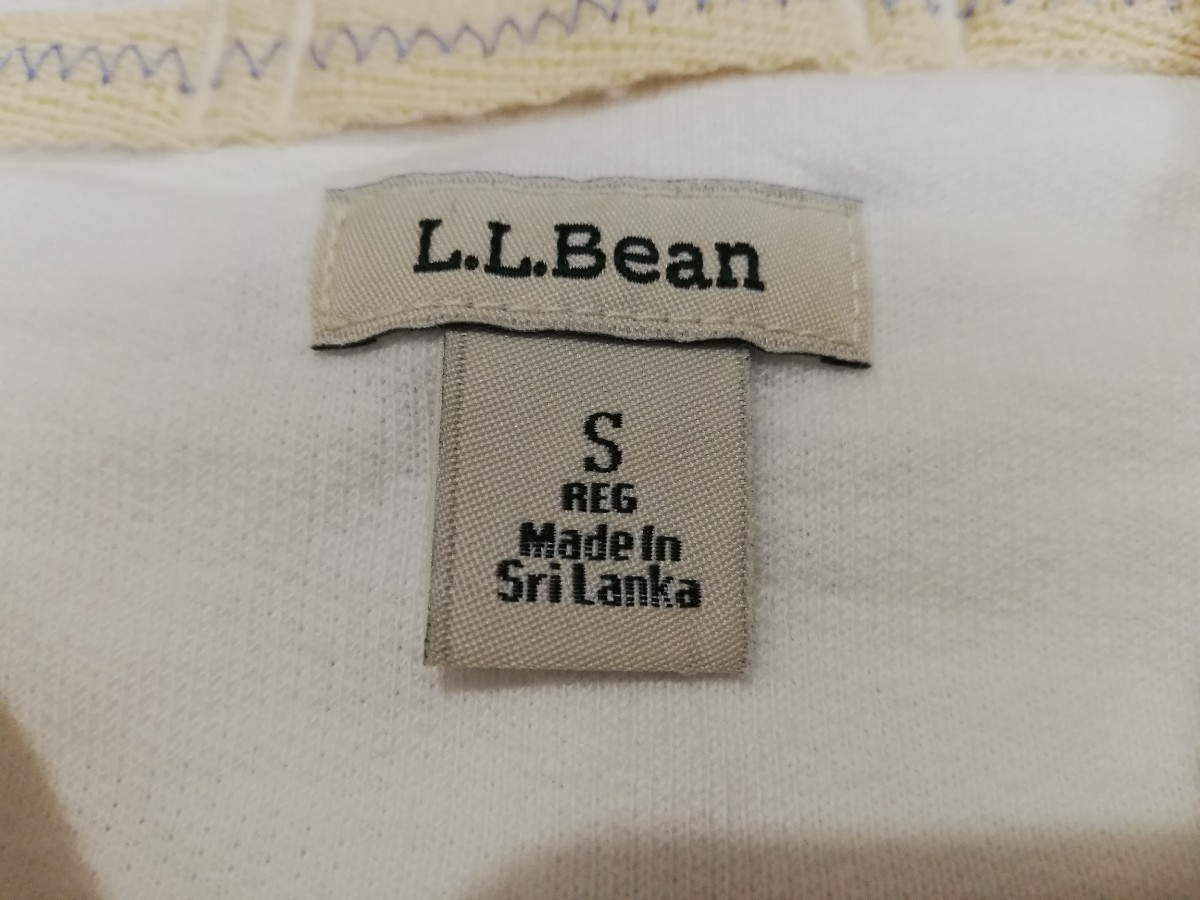 L.L.Bean
S
REG
Made In
Sri Lanka